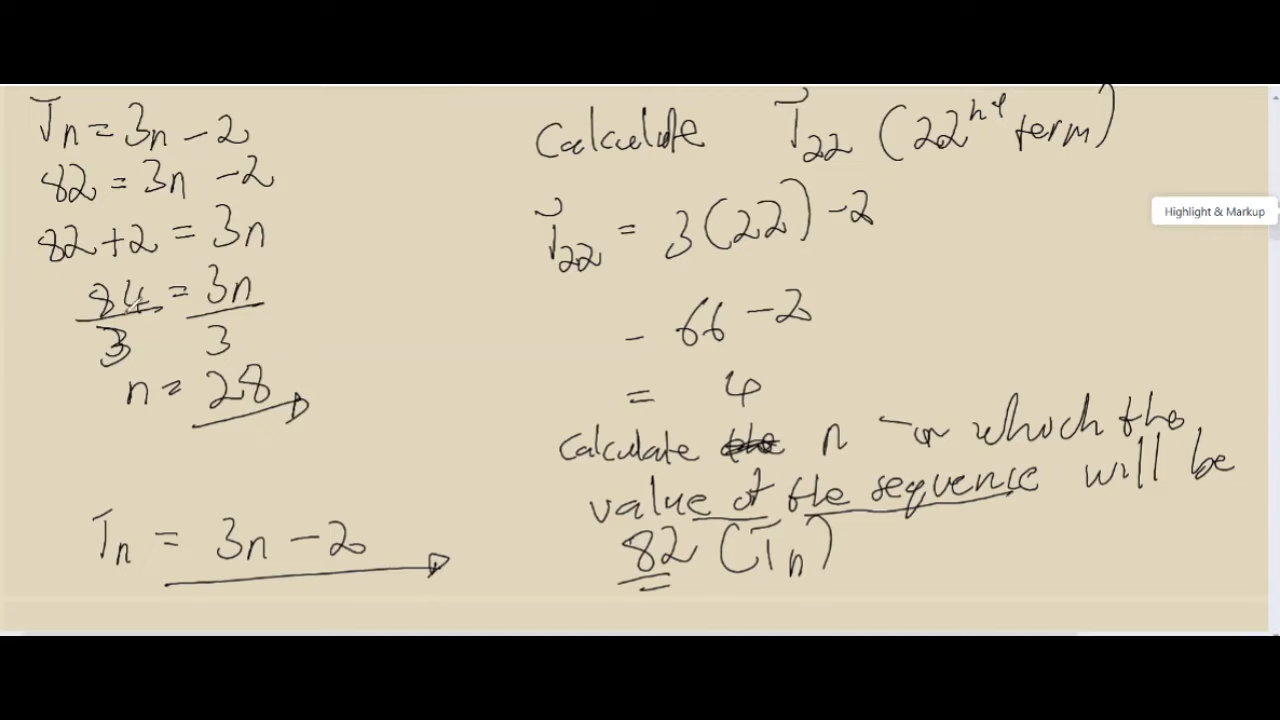 Tn = 3n - 2
82 = 3n - 2
82 + 2 = 3n
84/3 = 3n/3
n = 28
Tn = 3n - 2
Calculate T22 (22nd term)
T22 = 3(22) - 2
- 66 - 2
= 4
calculate n in which the
value of the sequence will be
82 (Tn)
Highlight & Markup